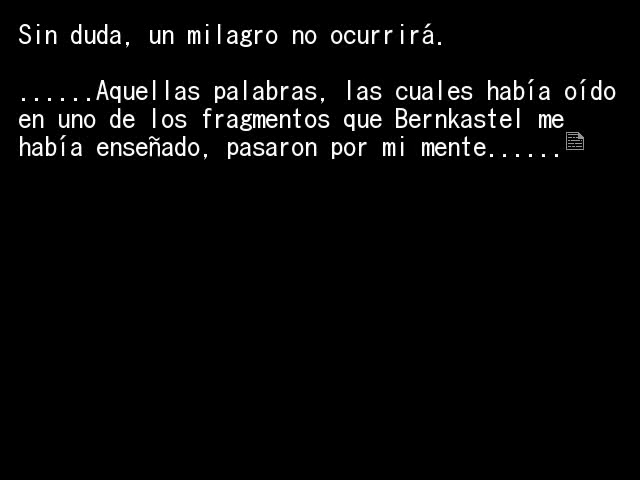 Sin duda, un milagro no ocurrirá.
......Aquellas palabras, las cuales había oído
en uno de los fragmentos que Bernkastel me
había enseñado, pasaron por mi mente......